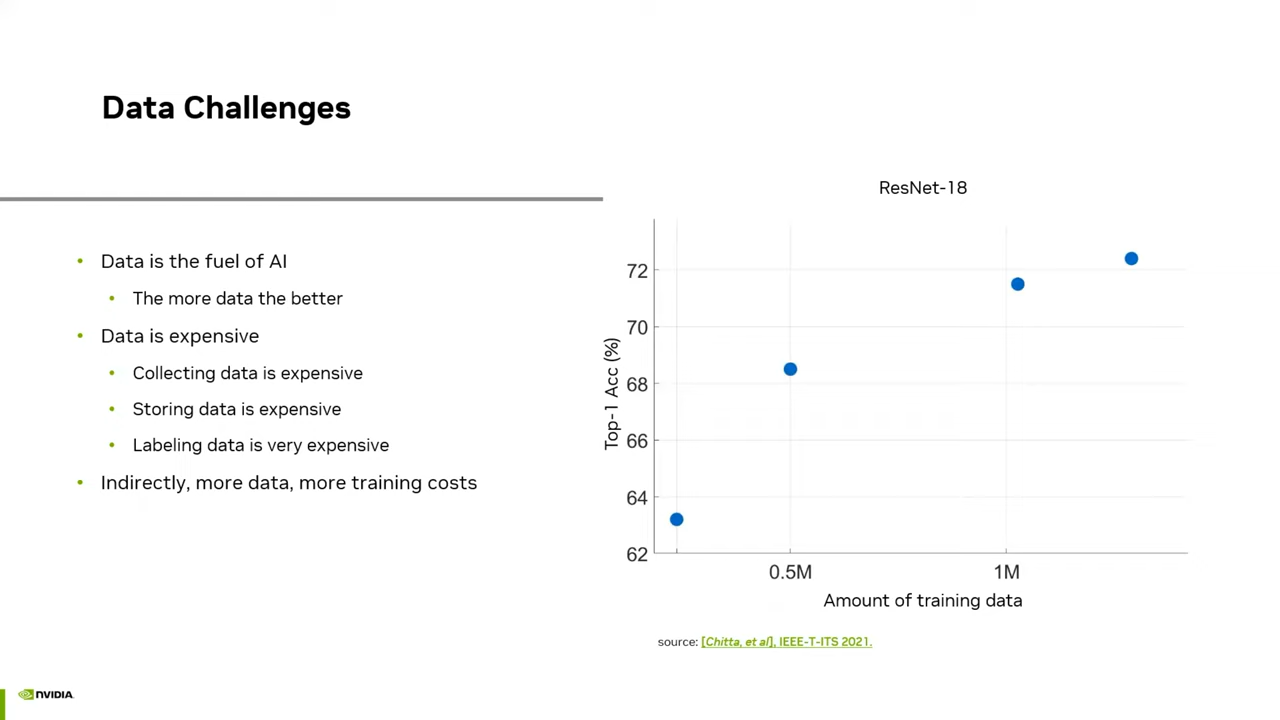 Data Challenges
• Data is the fuel of AI
• The more data the better
• Data is expensive
• Collecting data is expensive
• Storing data is expensive
• Labeling data is very expensive
• Indirectly, more data, more training costs
ResNet-18
Top-1 Acc (%)
72
70
68
66
64
62
0.5M 1M
Amount of training data
source: [Chitta, et al], IEEE-T-ITS 2021.
NVIDIA.